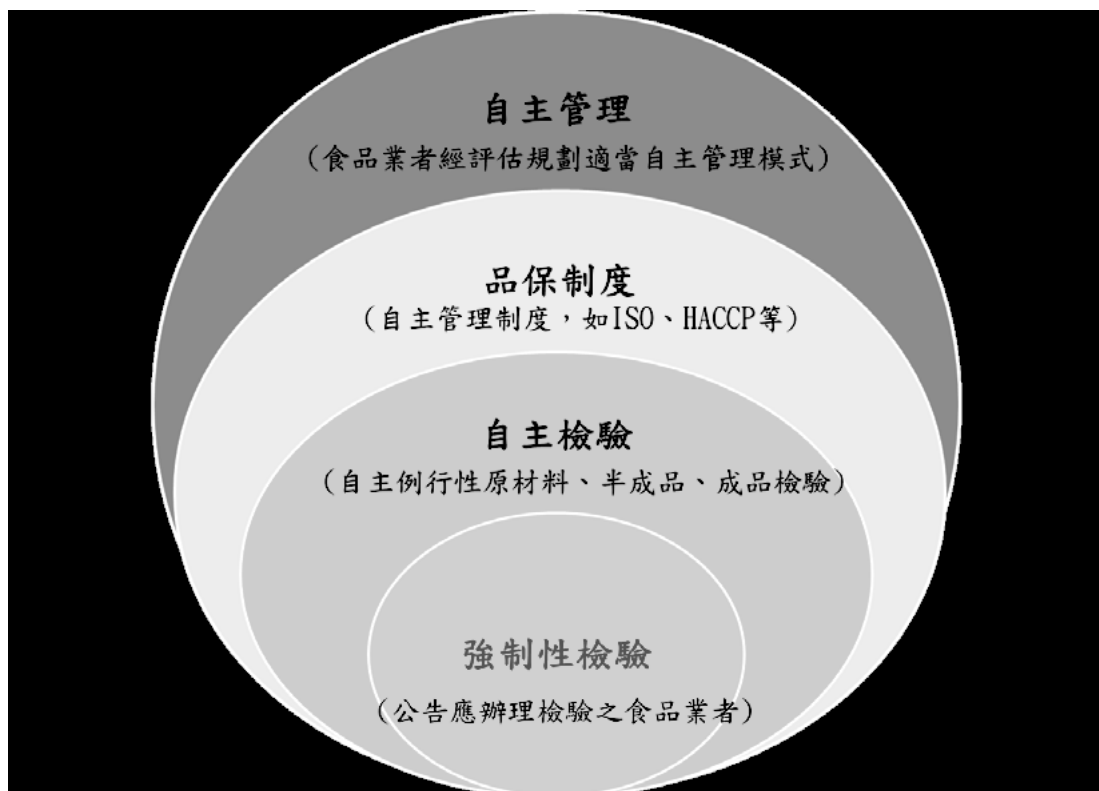 自主管理
(食品業者經評估規劃適當自主管理模式)
品保制度
(自主管理制度，如ISO、HACCP等)
自主檢驗
(自主例行性原材料、半成品、成品檢驗)
強制性檢驗
(公告應辦理檢驗之食品業者)